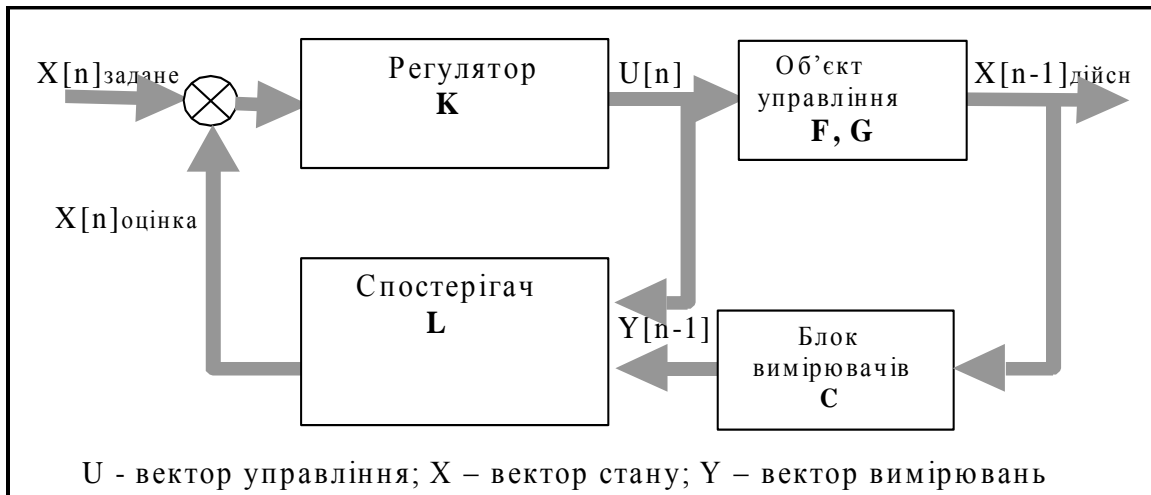 X[n]задане
Регулятор
K
U[n]
Об’єкт
управління
F, G
X[n-1]дійсн
X[n]оцінка
Спостерігач
L
Y[n-1]
Блок
вимірювачів
C
U - вектор управління; X – вектор стану; Y – вектор вимірювань